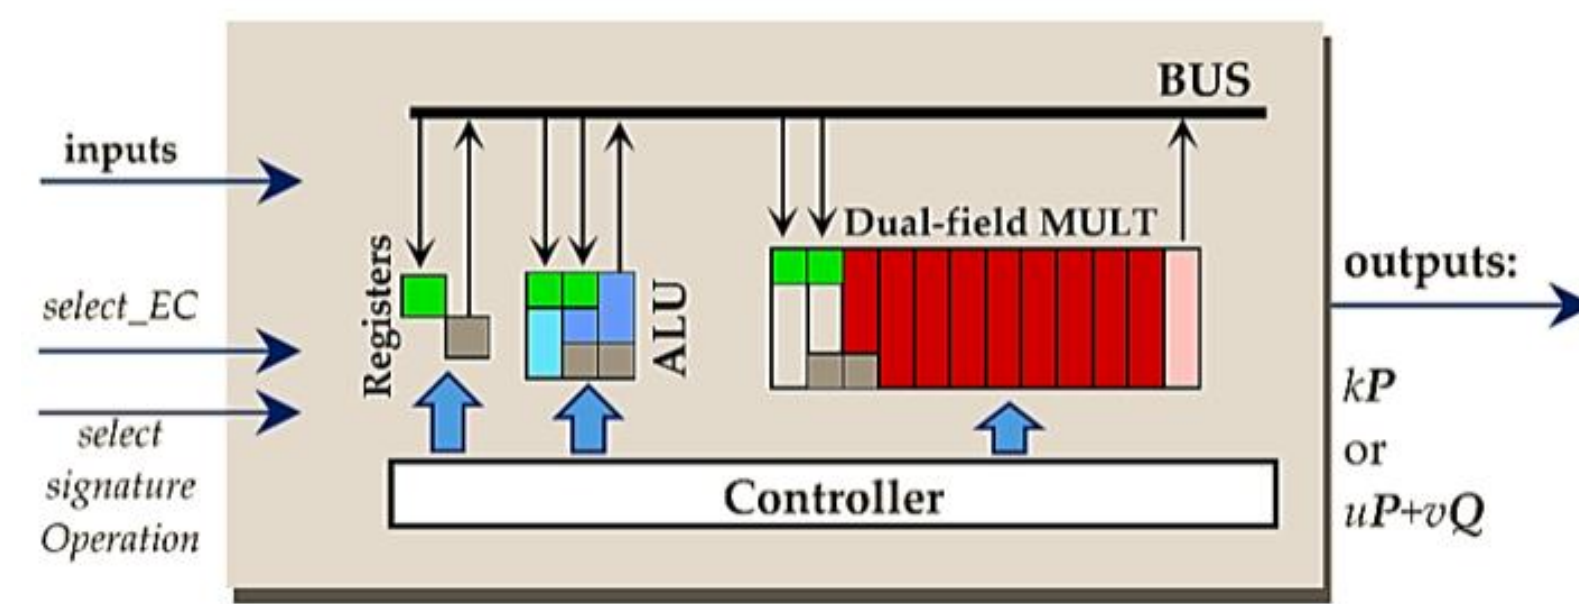 BUS
inputs
Dual-field MULT
Registers
ALU
select_EC
select
signature
Operation
Controller
outputs:
kP
or
uP+vQ